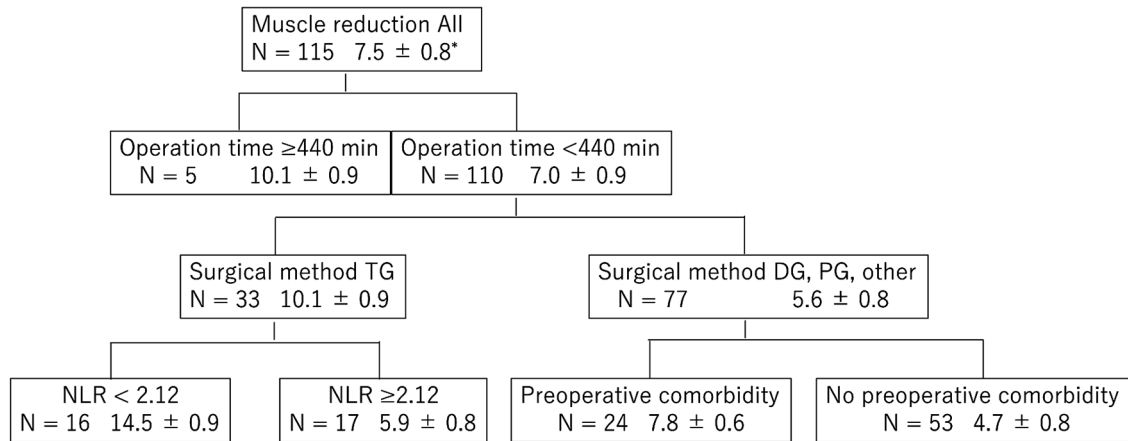 Muscle reduction All
N = 115 7.5 ± 0.8*
Operation time ≥440 min
N = 5 10.1 ± 0.9
Operation time <440 min
N = 110 7.0 ± 0.9
Surgical method TG
N = 33 10.1 ± 0.9
Surgical method DG, PG, other
N = 77 5.6 ± 0.8
NLR < 2.12
N = 16 14.5 ± 0.9
NLR ≥2.12
N = 17 5.9 ± 0.8
Preoperative comorbidity
N = 24 7.8 ± 0.6
No preoperative comorbidity
N = 53 4.7 ± 0.8